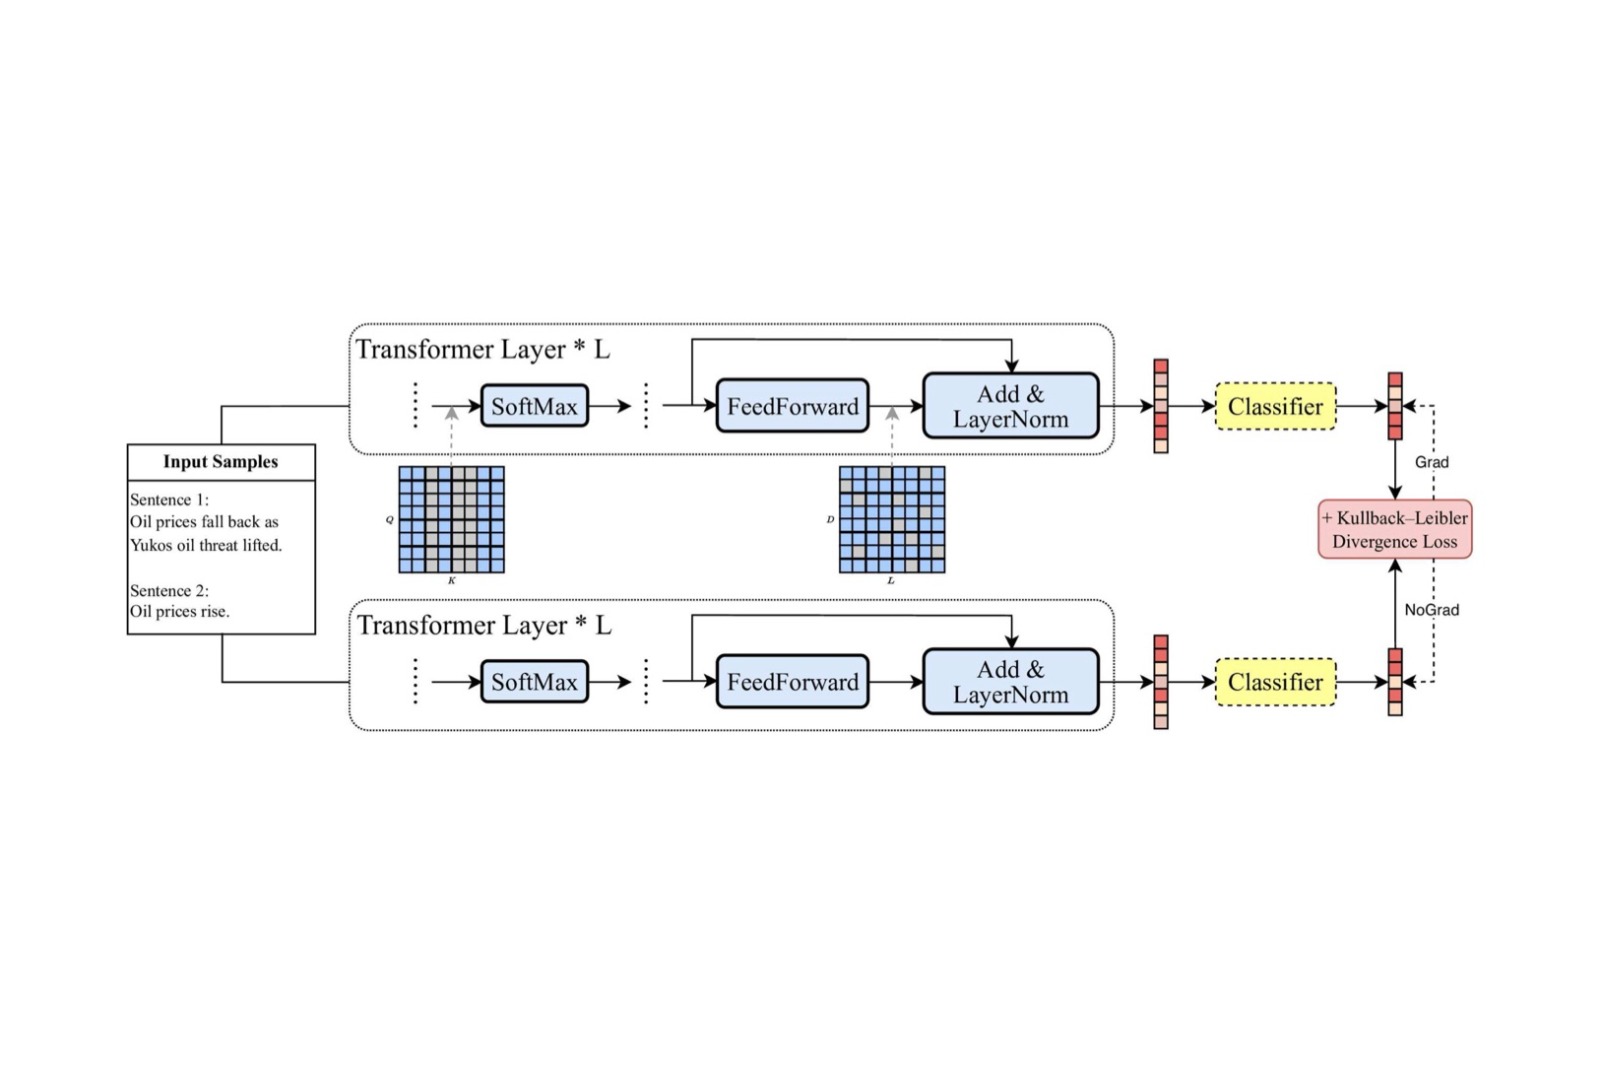 Transformer Layer * L
SoftMax
FeedForward
Add &
LayerNorm
Classifier
Input Samples
Sentence 1:
Oil prices fall back as
Yukos oil threat lifted.
Sentence 2:
Oil prices rise.
Q
K
D
L
Grad
+ Kullback–Leibler
Divergence Loss
NoGrad
Transformer Layer * L
SoftMax
FeedForward
Add &
LayerNorm
Classifier